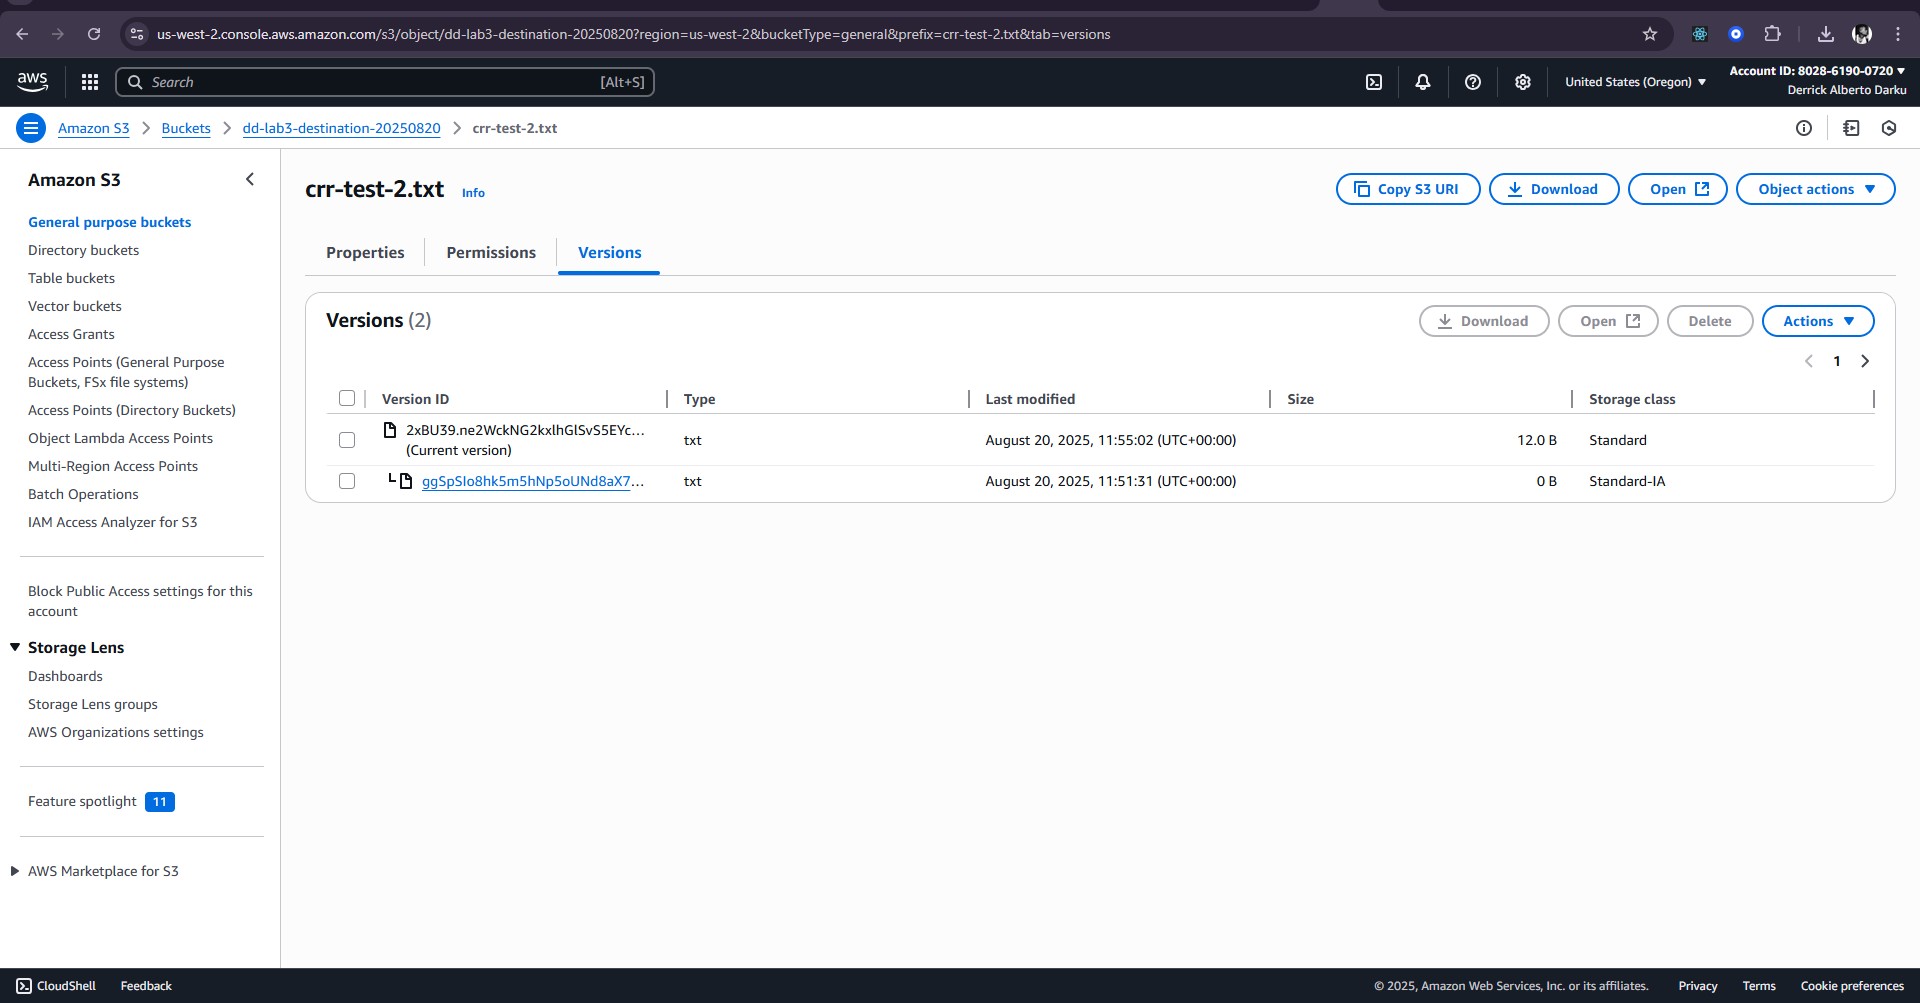 us-west-2.console.aws.amazon.com/s3/object/dd-lab3-destination-20250820?region=us-west-2&bucketType=general&prefix=crr-test-2.txt&tab=versions
aws
Search [Alt+S]
United States (Oregon)
Account ID: 8028-6190-0720
Derrick Alberto Darku
Amazon S3 > Buckets > dd-lab3-destination-20250820 > crr-test-2.txt
Amazon S3
General purpose buckets
Directory buckets
Table buckets
Vector buckets
Access Grants
Access Points (General Purpose
Buckets, FSx file systems)
Access Points (Directory Buckets)
Object Lambda Access Points
Multi-Region Access Points
Batch Operations
IAM Access Analyzer for S3
Block Public Access settings for this
account
Storage Lens
Dashboards
Storage Lens groups
AWS Organizations settings
Feature spotlight 11
AWS Marketplace for S3
crr-test-2.txt Info
Copy S3 URI Download Open Object actions
Properties Permissions Versions
Versions (2)
Download Open Delete Actions
1
Version ID Type Last modified Size Storage class
2xBU39.ne2WckNG2kxlhGlSvS5EYc... txt August 20, 2025, 11:55:02 (UTC+00:00) 12.0 B Standard
(Current version)
ggSpSIo8hk5m5hNp5oUNd8aX7... txt August 20, 2025, 11:51:31 (UTC+00:00) 0 B Standard-IA
CloudShell Feedback © 2025, Amazon Web Services, Inc. or its affiliates. Privacy Terms Cookie preferences